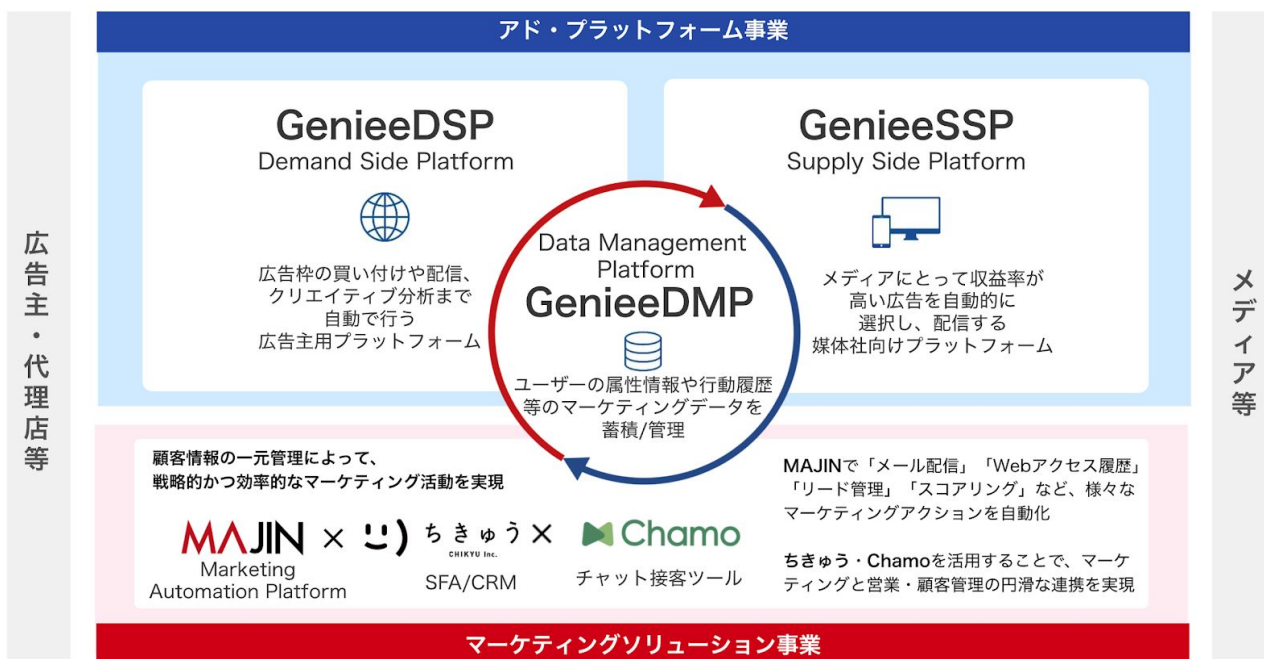 アド・プラットフォーム事業
広告主・代理店等
GenieeDSP
Demand Side Platform
広告枠の買い付けや配信、
クリエイティブ分析まで
自動で行う
広告主用プラットフォーム
GenieeSSP
Supply Side Platform
メディアにとって収益率が
高い広告を自動的に
選択し、配信する
媒体社向けプラットフォーム
Data Management
Platform
GenieeDMP
ユーザーの属性情報や行動履歴
等のマーケティングデータを
蓄積/管理
メディア等
顧客情報の一元管理によって、
戦略的かつ効率的なマーケティング活動を実現
MAJIN × ちきゅう × Chamo
CHIKYU Inc.
Marketing
Automation Platform
SFA/CRM
チャット接客ツール
MAJINで「メール配信」「Webアクセス履歴」
「リード管理」「スコアリング」など、様々な
マーケティングアクションを自動化
ちきゅう・Chamoを活用することで、マーケ
ティングと営業・顧客管理の円滑な連携を実現
マーケティングソリューション事業